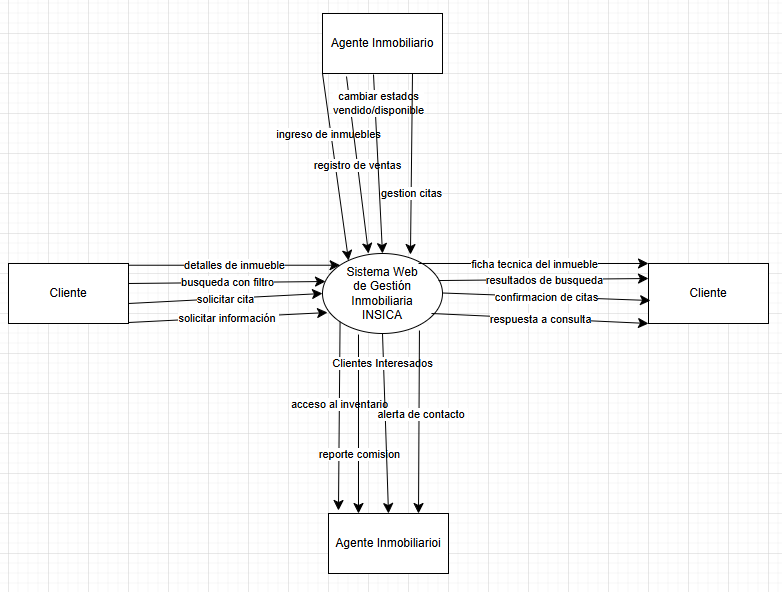 Agente Inmobiliario
cambiar estados
vendido/disponible
ingreso de inmuebles
registro de ventas
gestion citas
Cliente
detalles de inmueble
busqueda con filtro
solicitar cita
solicitar información
Sistema Web
de Gestión
Inmobiliaria
INSICA
ficha tecnica del inmueble
resultados de busqueda
confirmacion de citas
respuesta a consulta
Cliente
Clientes Interesados
acceso al inventario
alerta de contacto
reporte comision
Agente Inmobiliarioi